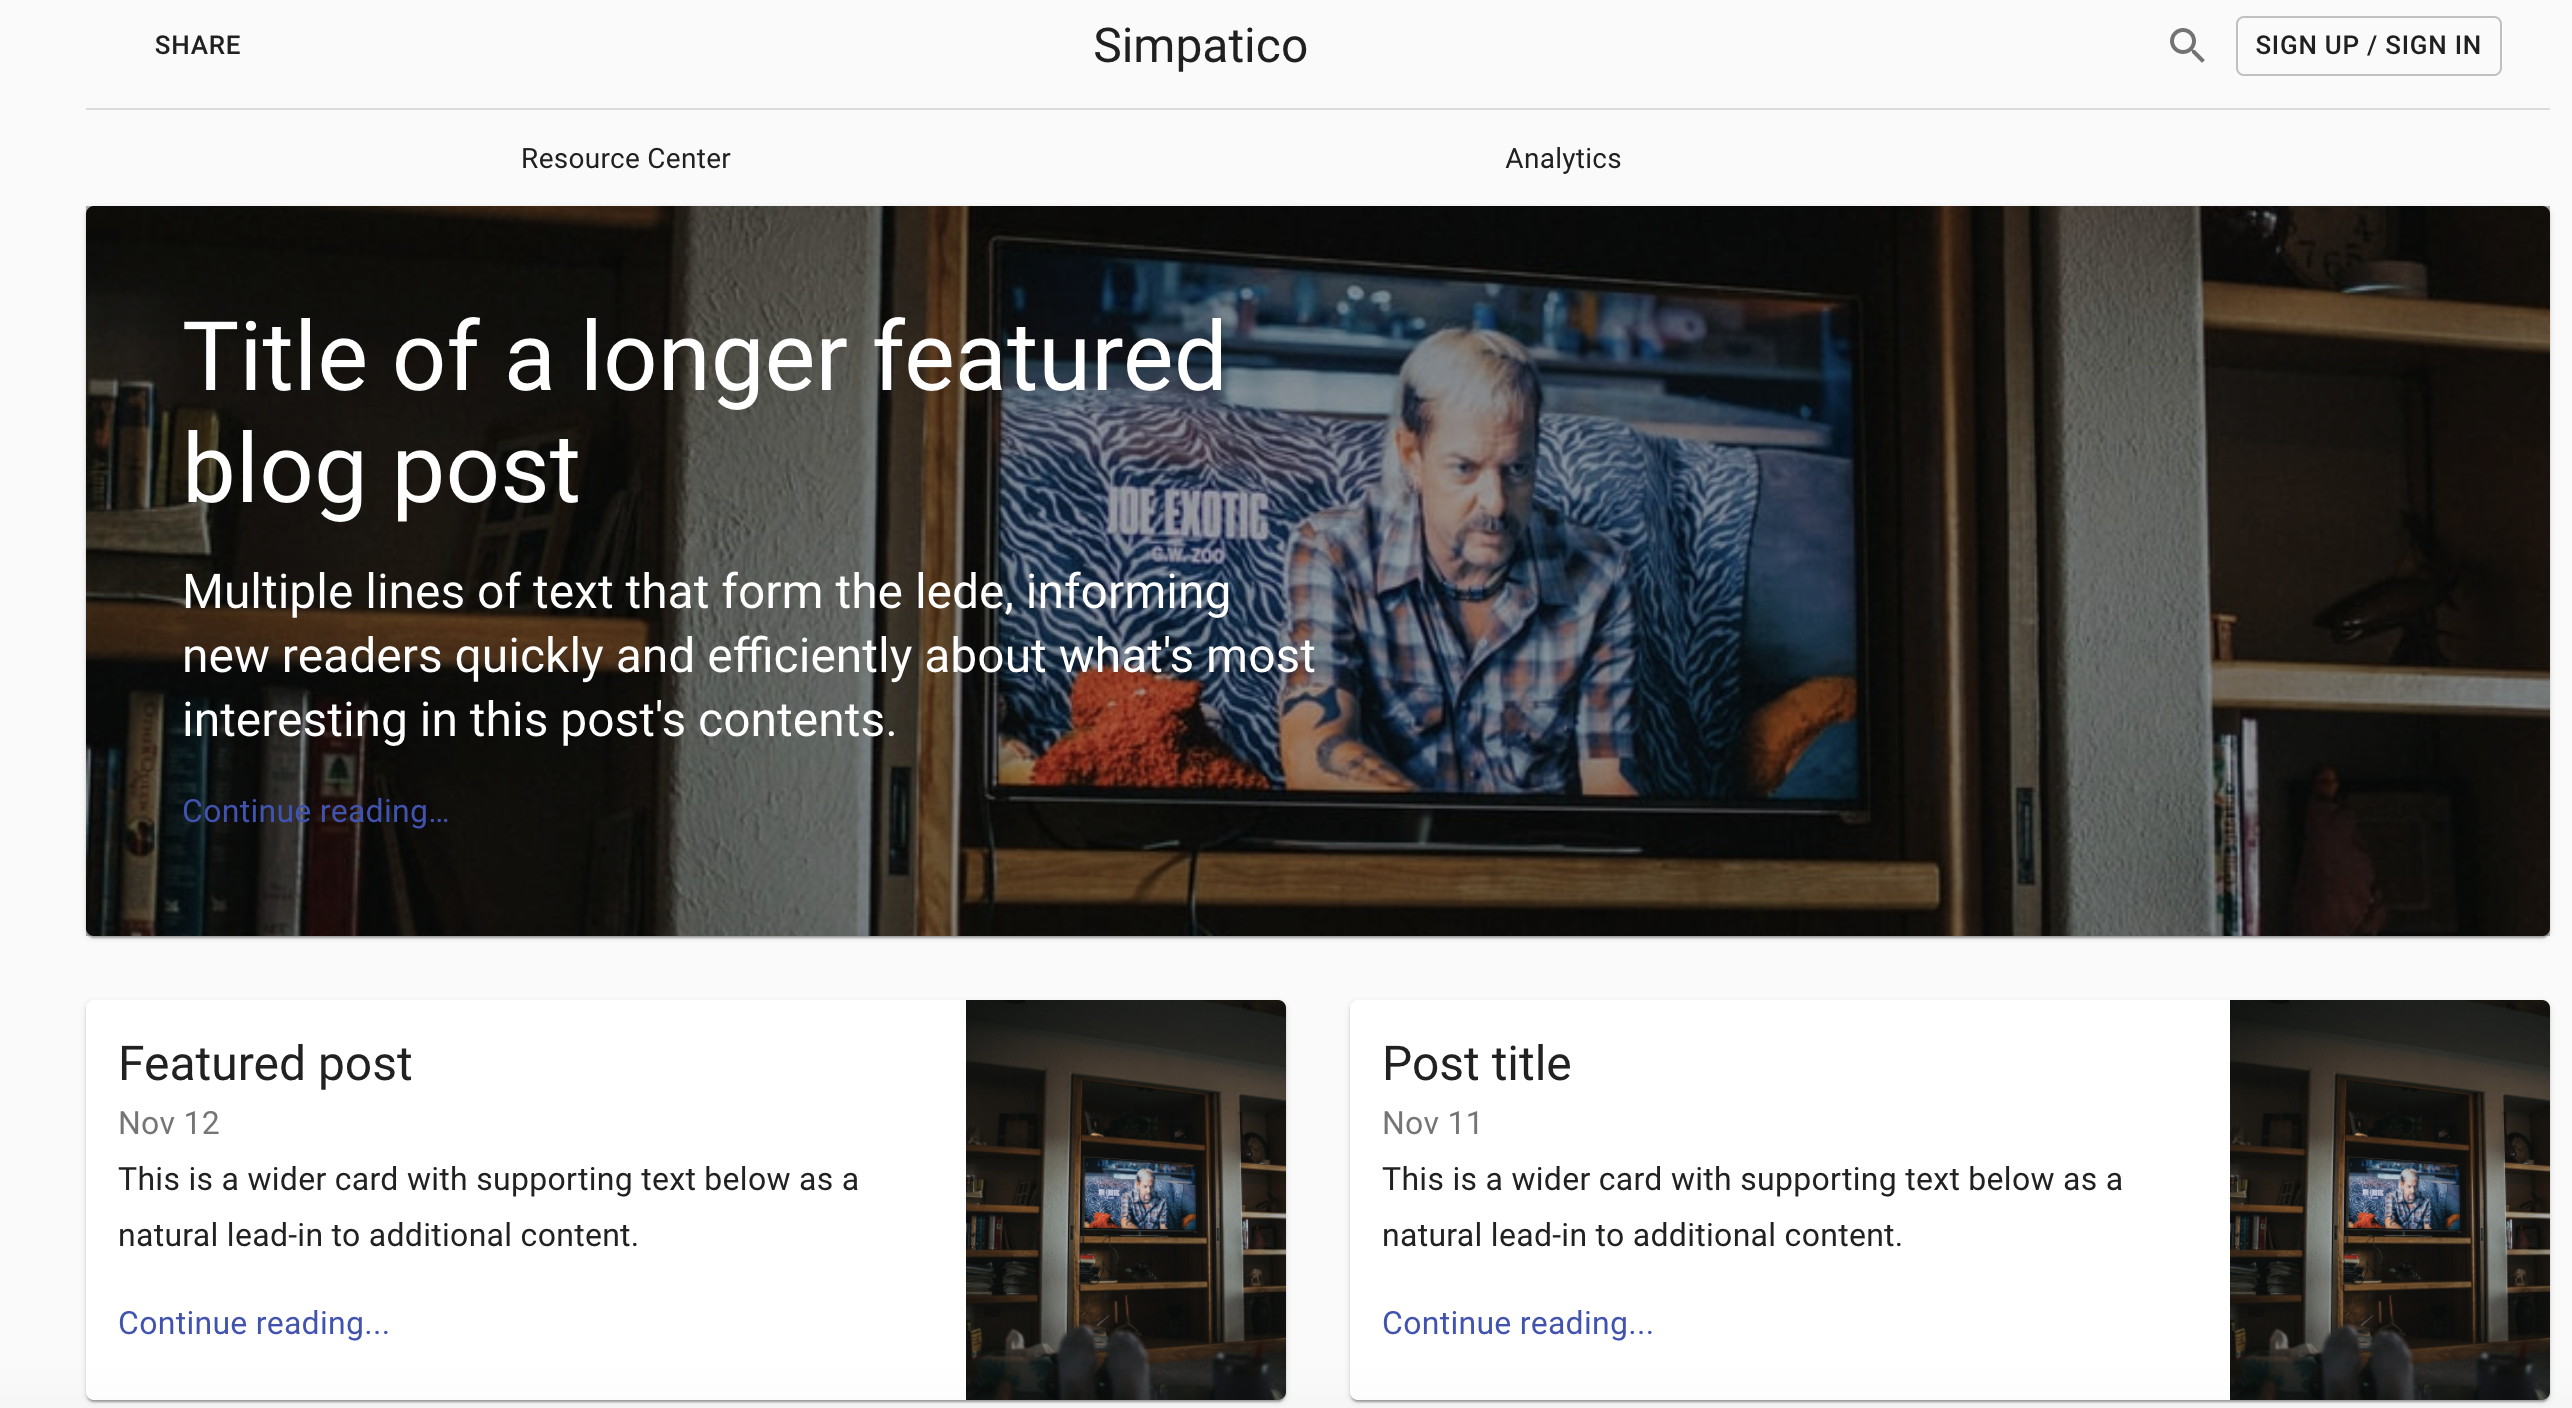 SHARE
Simpatico
SIGN UP / SIGN IN
Resource Center
Analytics
Title of a longer featured
blog post
JOE EXOTIC
G.W. ZOO
Multiple lines of text that form the lede, informing
new readers quickly and efficiently about what's most
interesting in this post's contents.
Continue reading…
Featured post
Nov 12
This is a wider card with supporting text below as a
natural lead-in to additional content.
Continue reading...
Post title
Nov 11
This is a wider card with supporting text below as a
natural lead-in to additional content.
Continue reading...